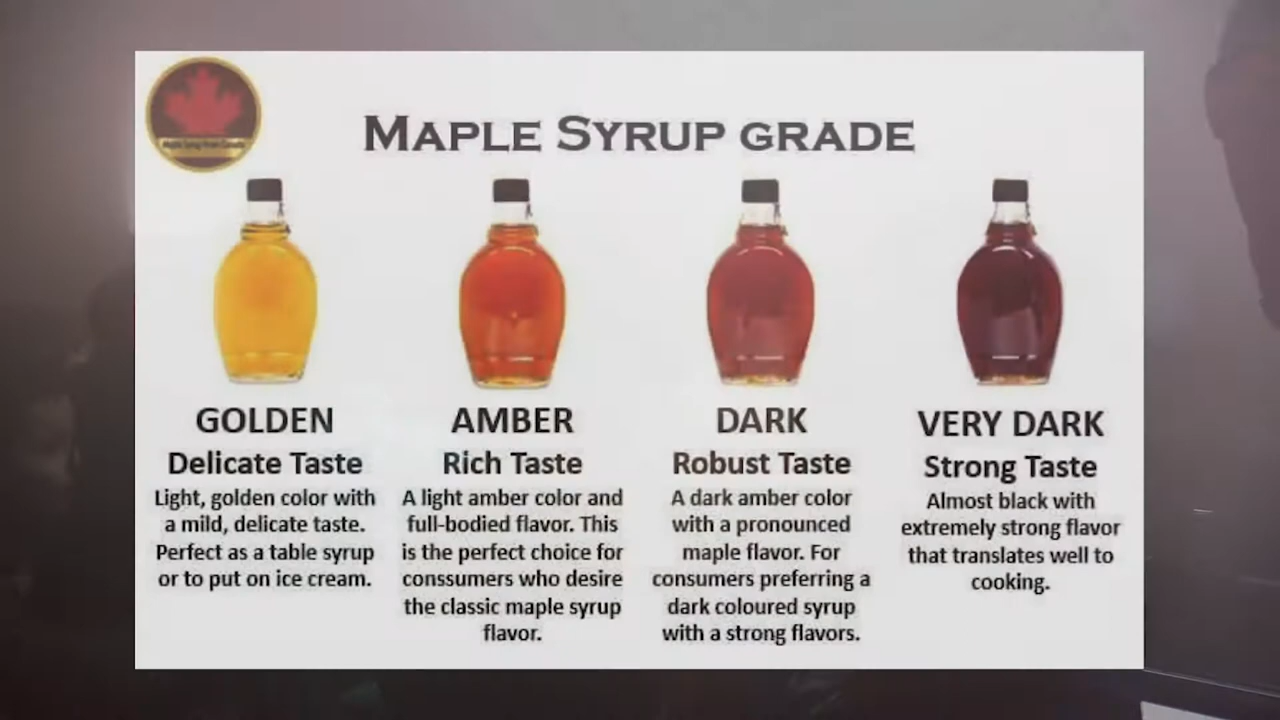 MAPLE SYRUP GRADE
Maple Syrup from Canada
GOLDEN
Delicate Taste
Light, golden color with
a mild, delicate taste.
Perfect as a table syrup
or to put on ice cream.
AMBER
Rich Taste
A light amber color and
full-bodied flavor. This
is the perfect choice for
conssumers who desire
the classic maple syrup
flavor.
DARK
Robust Taste
A dark amber color
with a pronounced
maple flavor. For
consumers preferring a
dark coloured syrup
with a strong flavors.
VERY DARK
Strong Taste
Almost black with
extremely strong flavor
that translates well to
cooking.